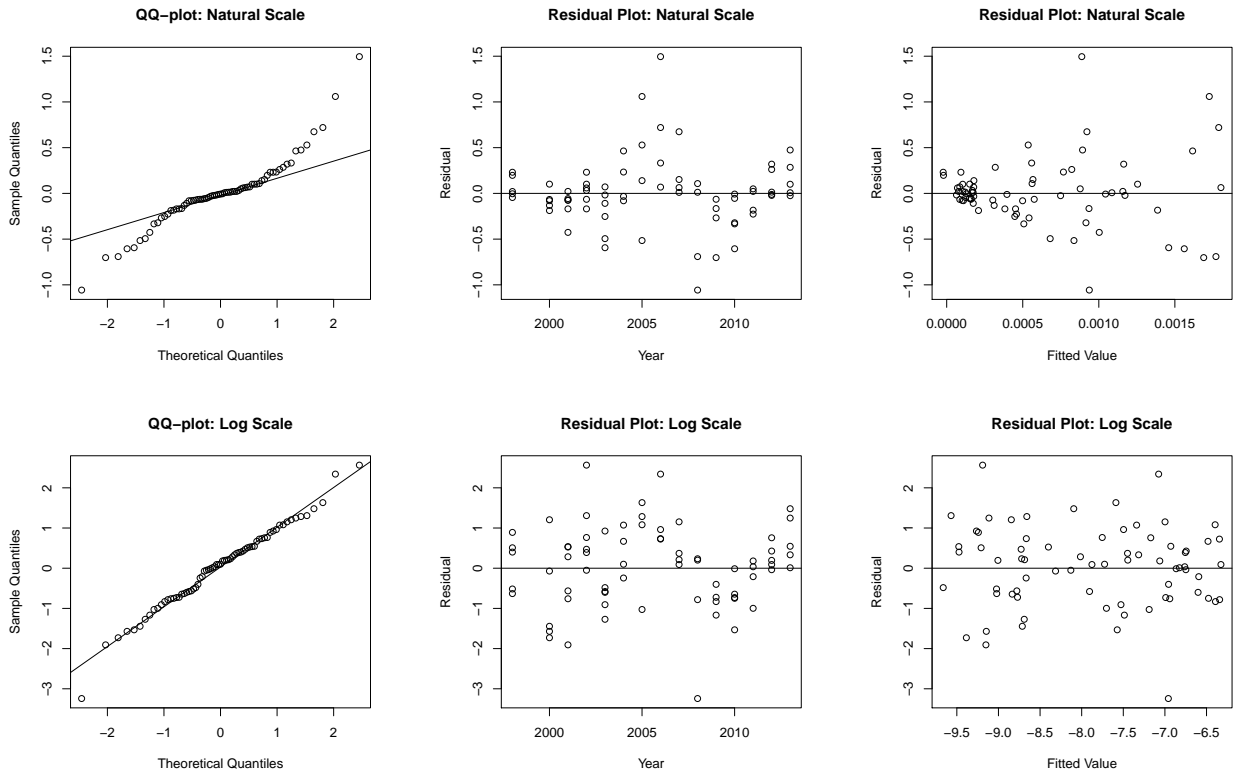 QQ−plot: Natural Scale
Sample Quantiles
1.5
1.0
0.5
0.0
−0.5
−1.0
−2 −1 0 1 2
Theoretical Quantiles
Residual Plot: Natural Scale
Residual
1.5
1.0
0.5
0.0
−0.5
−1.0
2000 2005 2010
Year
Residual Plot: Natural Scale
Residual
1.5
1.0
0.5
0.0
−0.5
−1.0
0.0000 0.0005 0.0010 0.0015
Fitted Value
QQ−plot: Log Scale
Sample Quantiles
2
1
0
−1
−2
−3
−2 −1 0 1 2
Theoretical Quantiles
Residual Plot: Log Scale
Residual
2
1
0
−1
−2
−3
2000 2005 2010
Year
Residual Plot: Log Scale
Residual
2
1
0
−1
−2
−3
−9.5 −9.0 −8.5 −8.0 −7.5 −7.0 −6.5
Fitted Value